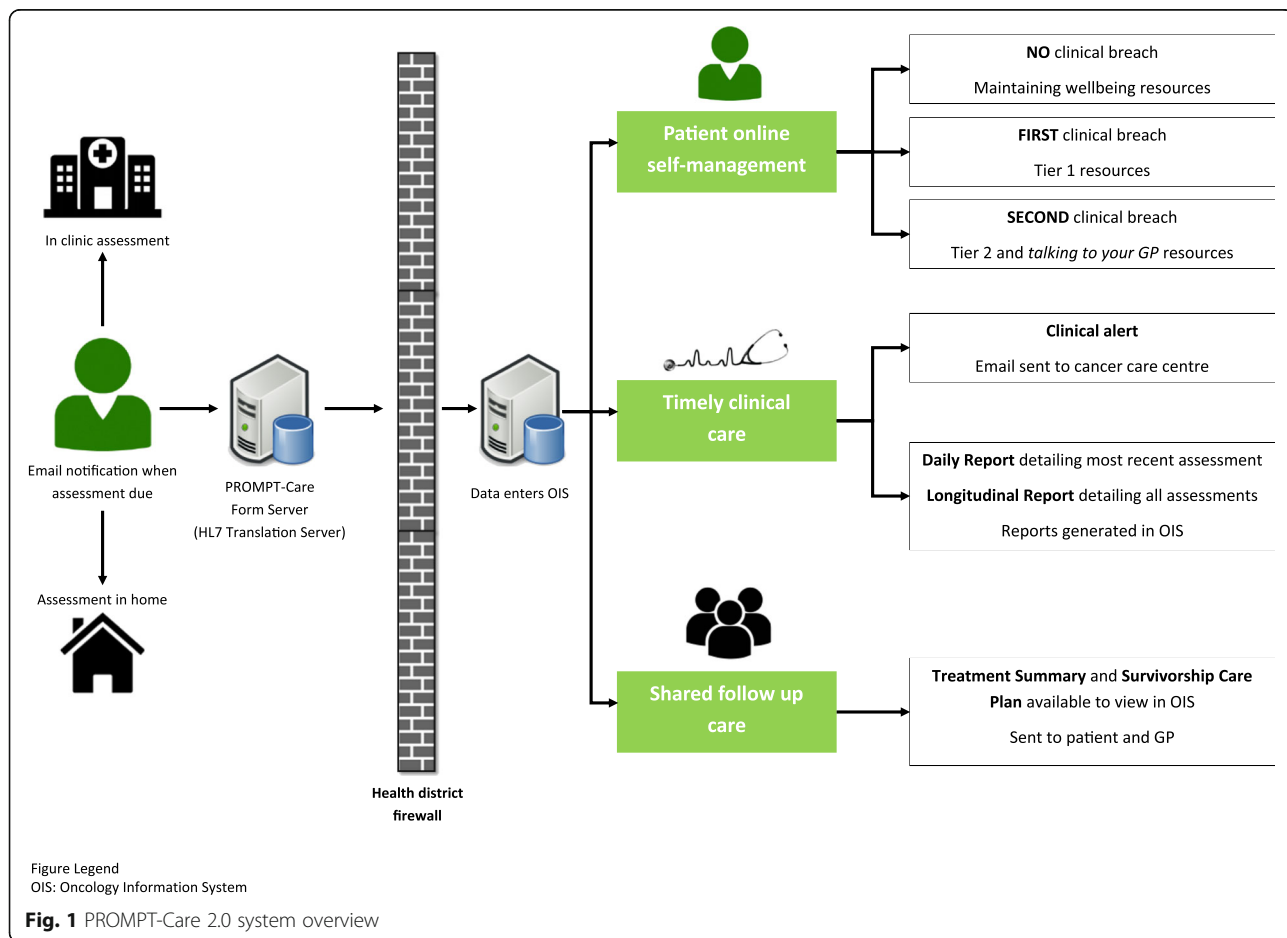 In clinic assessment
Email notification when
assessment due
Assessment in home
PROMPT-Care
Form Server
(HL7 Translation Server)
Health district
firewall
Data enters OIS
Patient online
self-management
NO clinical breach
Maintaining wellbeing resources
FIRST clinical breach
Tier 1 resources
SECOND clinical breach
Tier 2 and talking to your GP resources
Timely clinical
care
Clinical alert
Email sent to cancer care centre
Daily Report detailing most recent assessment
Longitudinal Report detailing all assessments
Reports generated in OIS
Shared follow up
care
Treatment Summary and Survivorship Care
Plan available to view in OIS
Sent to patient and GP
Figure Legend
OIS: Oncology Information System
Fig. 1 PROMPT-Care 2.0 system overview